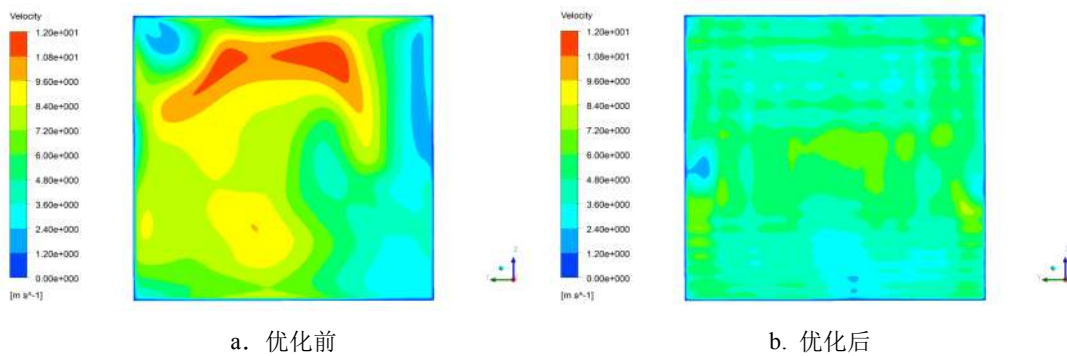 Velocity
1.20e+001
1.08e+001
9.60e+000
8.40e+000
7.20e+000
6.00e+000
4.80e+000
3.60e+000
2.40e+000
1.20e+000
0.00e+000
[m s^-1]
Z
Y
a. 优化前
Velocity
1.20e+001
1.08e+001
9.60e+000
8.40e+000
7.20e+000
6.00e+000
4.80e+000
3.60e+000
2.40e+000
1.20e+000
0.00e+000
[m s^-1]
Z
Y
b. 优化后